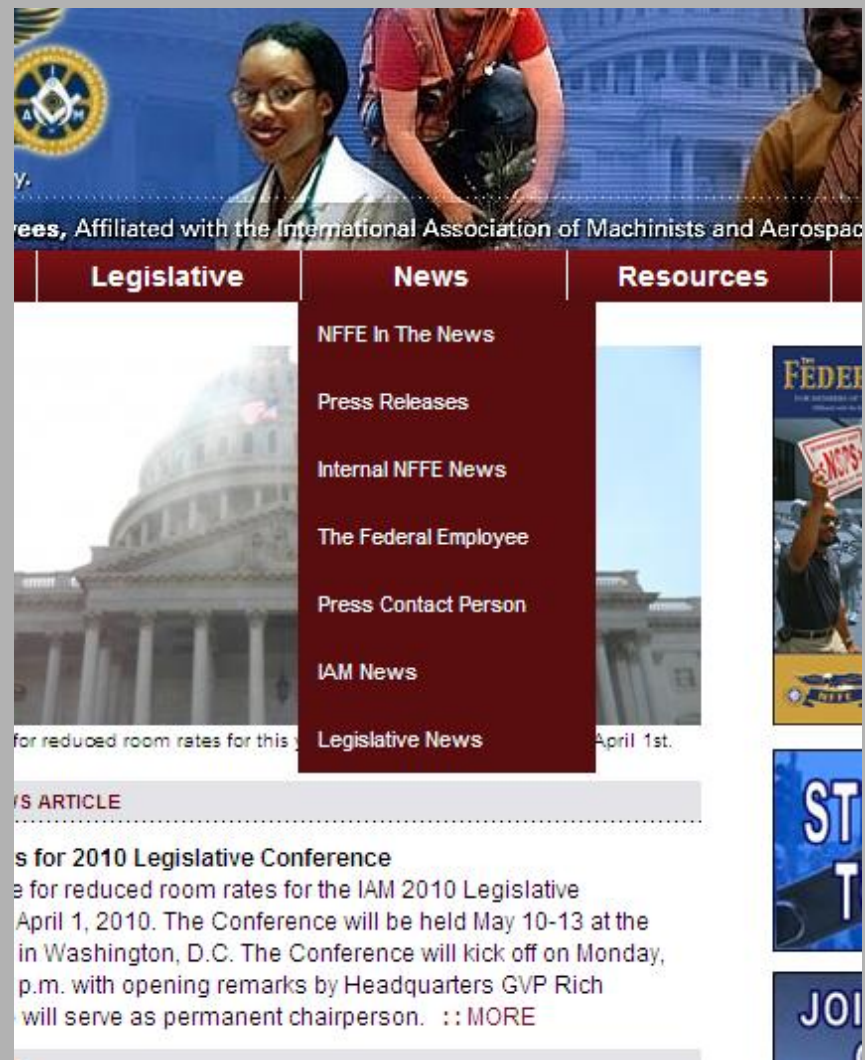 y.
ees, Affiliated with the International Association of Machinists and Aerospac
Legislative
News
Resources
NFFE In The News
Press Releases
Internal NFFE News
The Federal Employee
Press Contact Person
IAM News
Legislative News
for reduced room rates for this y
April 1st.
S ARTICLE
s for 2010 Legislative Conference
e for reduced room rates for the IAM 2010 Legislative
April 1, 2010. The Conference will be held May 10-13 at the
in Washington, D.C. The Conference will kick off on Monday,
p.m. with opening remarks by Headquarters GVP Rich
will serve as permanent chairperson. :: MORE
THE
FEDER
NFFE
ST
T
JOI